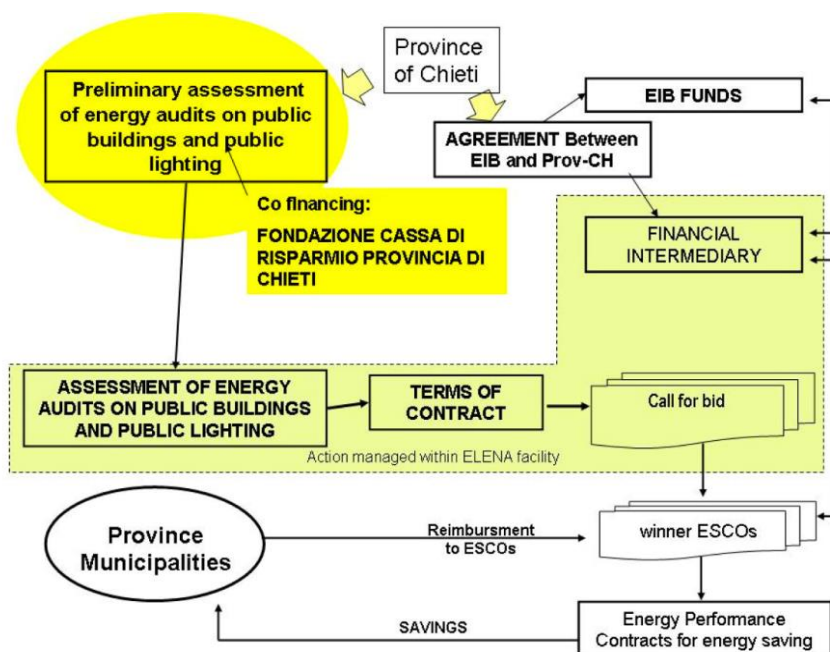 Province
of Chieti
Preliminary assessment
of energy audits on public
buildings and public
lighting
EIB FUNDS
AGREEMENT Between
EIB and Prov-CH
Co financing:
FONDAZIONE CASSA DI
RISPARMIO PROVINCIA DI
CHIETI
FINANCIAL
INTERMEDIARY
ASSESSMENT OF ENERGY
AUDITS ON PUBLIC BUILDINGS
AND PUBLIC LIGHTING
TERMS OF
CONTRACT
Call for bid
Action managed within ELENA facility
Province
Municipalities
Reimbursment
to ESCOs
winner ESCOs
SAVINGS
Energy Performance
Contracts for energy saving